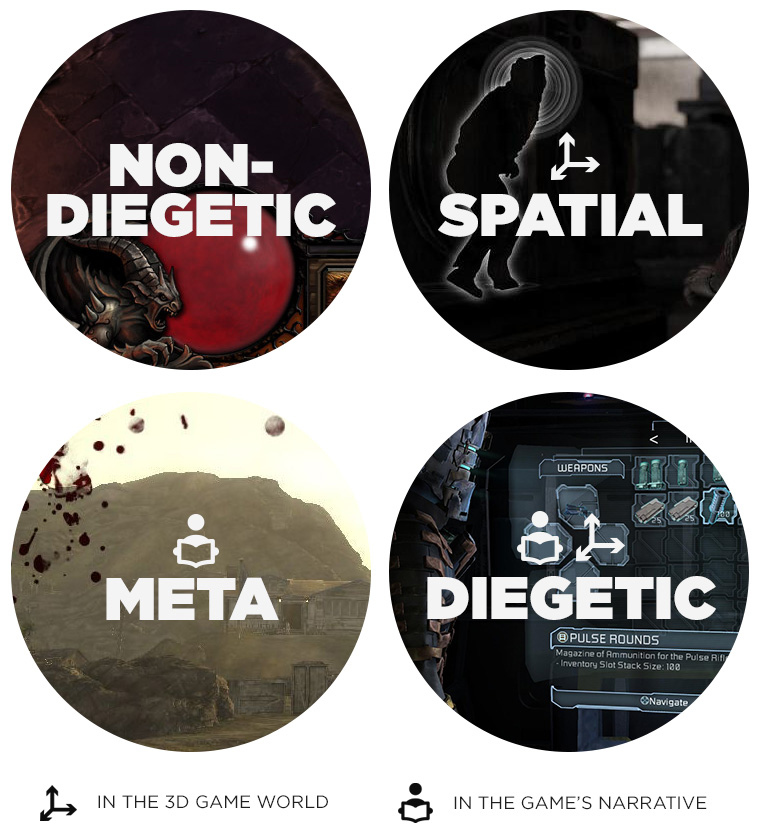 NON-
DIEGETIC
SPATIAL
META
<
WEAPONS
25
25
100
DIEGETIC
PULSE ROUNDS
Magazine of Ammunition for the Pulse Rifl
- Inventory Slot Stack Size: 100
Navigate
IN THE 3D GAME WORLD
IN THE GAME'S NARRATIVE